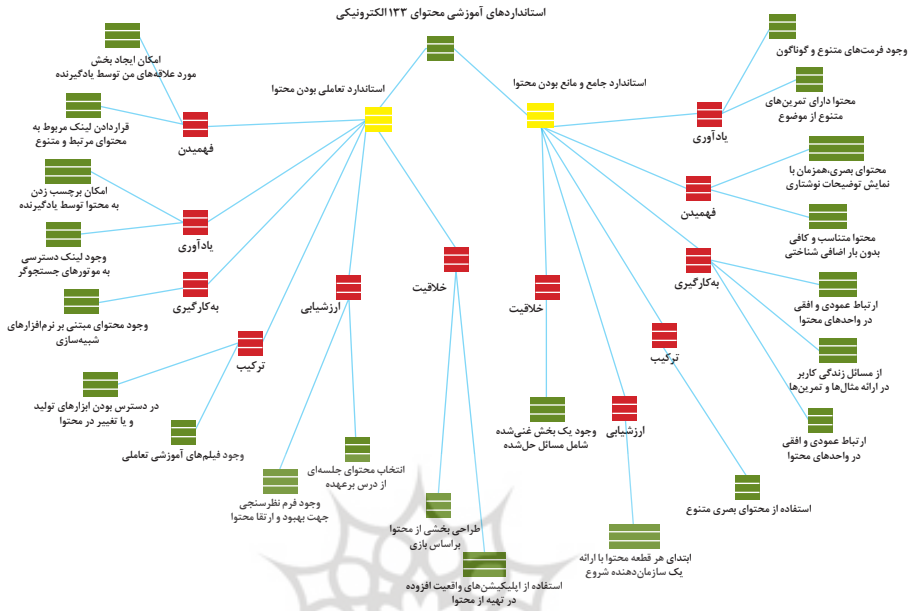 استانداردهای آموزشی محتوای ۱۳۳الکترونیکی
استاندارد جامع و مانع بودن محتوا
یادآوری
وجود فرمت‌های متنوع و گوناگون
محتوا دارای تمرین‌های
متنوع از موضوع
فهمیدن
محتوای بصری،همزمان با
نمایش توضیحات نوشتاری
محتوا متناسب و کافی
بدون بار اضافی شناختی
به‌کارگیری
ارتباط عمودی و افقی
در واحدهای محتوا
از مسائل زندگی کاربر
در ارائه مثال‌ها و تمرین‌ها
ارتباط عمودی و افقی
در واحدهای محتوا
ترکیب
استفاده از محتوای بصری متنوع
ارزشیابی
ابتدای هر قطعه محتوا با ارائه
یک سازمان‌دهنده شروع
خلاقیت
وجود یک بخش غنی‌شده
شامل مسائل حل‌شده
استاندارد تعاملی بودن محتوا
فهمیدن
امکان ایجاد بخش
مورد علاقه‌های من توسط یادگیرنده
قراردادن لینک مربوط به
محتوای مرتبط و متنوع
یادآوری
امکان برچسب زدن
به محتوا توسط یادگیرنده
وجود لینک دسترسی
به موتورهای جستجوگر
به‌کارگیری
وجود محتوای مبتنی بر نرم‌افزارهای
شبیه‌سازی
ترکیب
در دسترس بودن ابزارهای تولید
و یا تغییر در محتوا
وجود فیلم‌های آموزشی تعاملی
ارزشیابی
وجود فرم نظرسنجی
جهت بهبود و ارتقا محتوا
انتخاب محتوای جلسه‌ای
از درس برعهده
خلاقیت
طراحی بخشی از محتوا
براساس بازی
استفاده از اپلیکیشن‌های واقعیت افزوده
در تهیه از محتوا